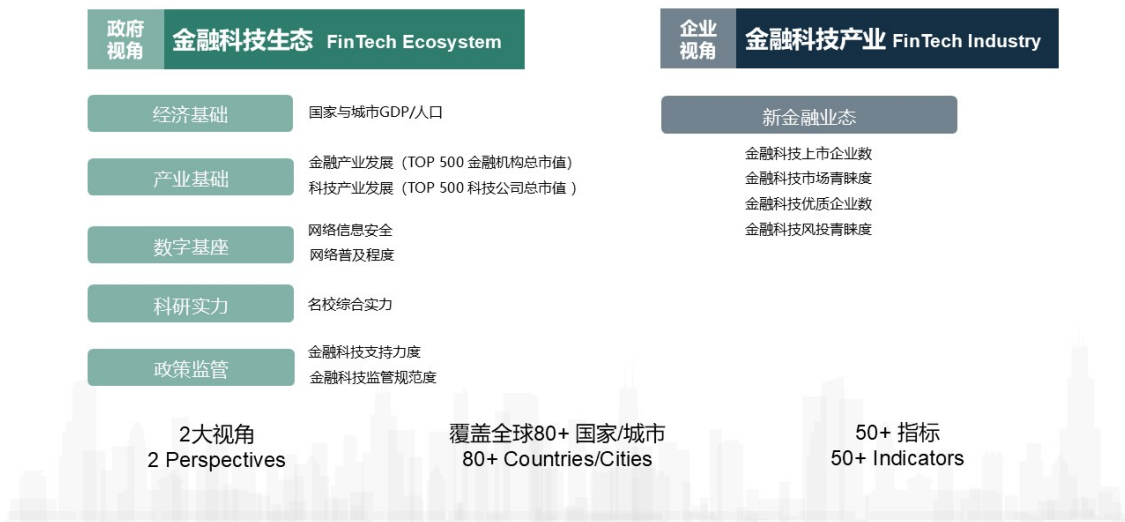 政府
视角
金融科技生态 FinTech Ecosystem
经济基础
国家与城市GDP/人口
产业基础
金融产业发展（TOP 500 金融机构总市值）
科技产业发展（TOP 500 科技公司总市值 ）
数字基座
网络信息安全
网络普及程度
科研实力
名校综合实力
政策监管
金融科技支持力度
金融科技监管规范度
企业
视角
金融科技产业 FinTech Industry
新金融业态
金融科技上市企业数
金融科技市场青睐度
金融科技优质企业数
金融科技风投青睐度
2大视角
2 Perspectives
覆盖全球80+ 国家/城市
80+ Countries/Cities
50+ 指标
50+ Indicators